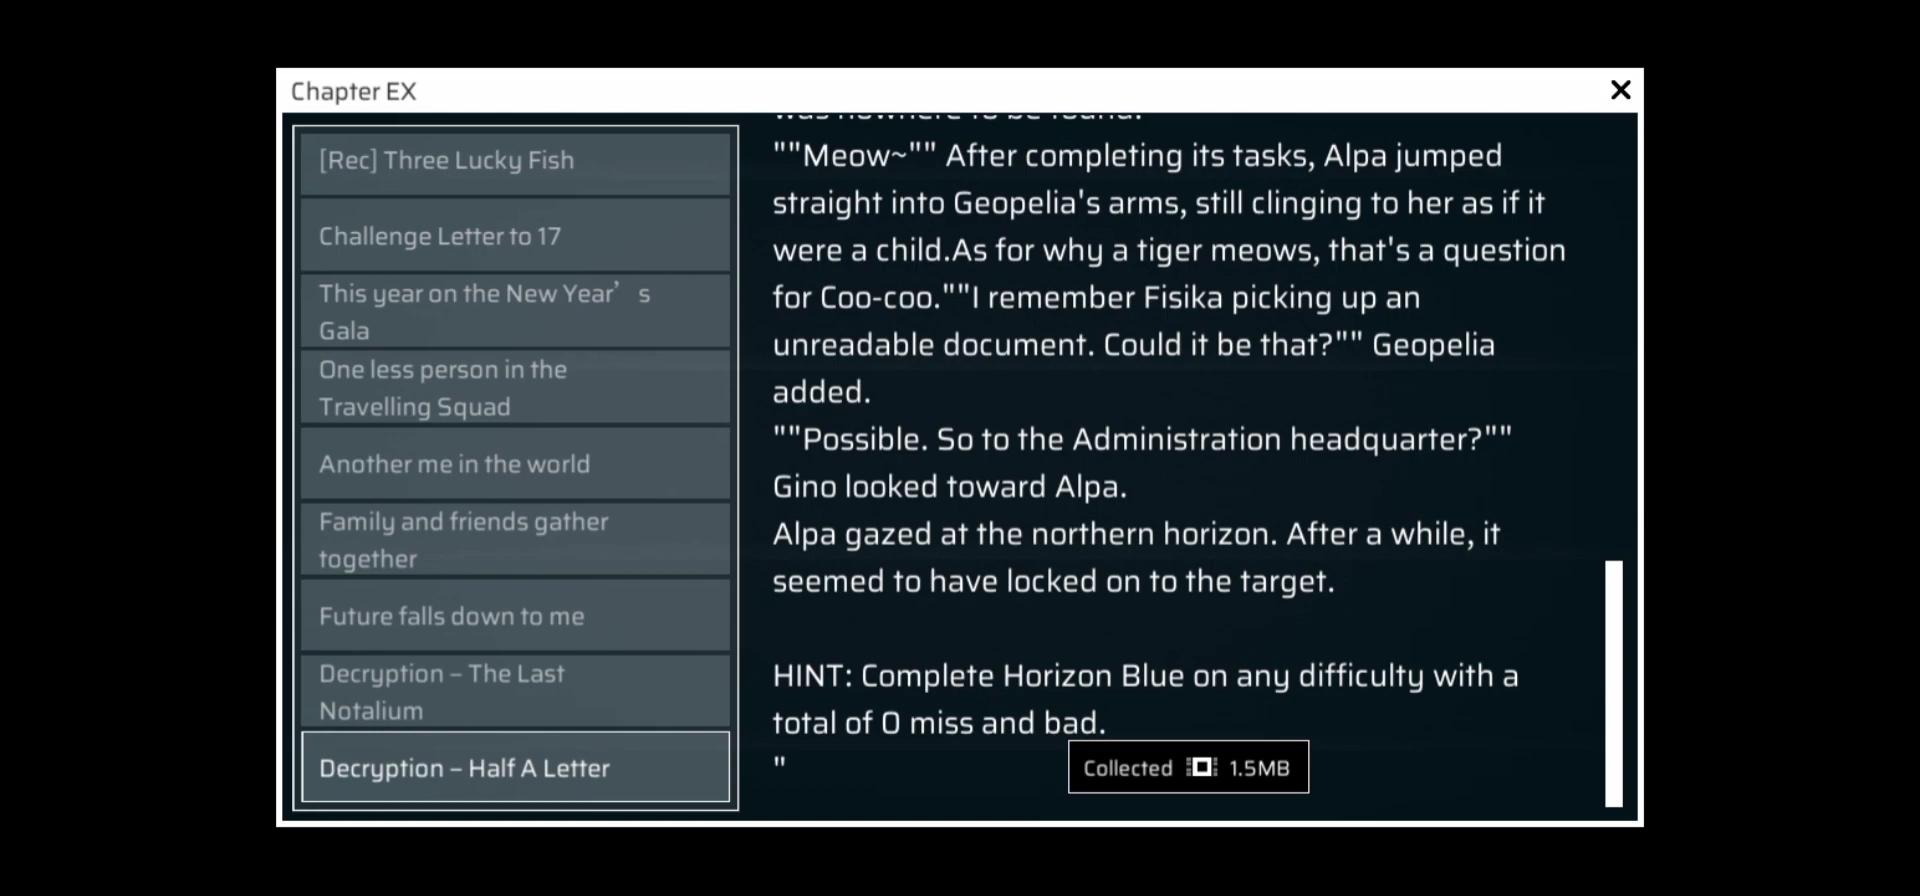 Chapter EX
[Rec] Three Lucky Fish
Challenge Letter to 17
This year on the New Year’ s
Gala
One less person in the
Travelling Squad
Another me in the world
Family and friends gather
together
Future falls down to me
Decryption – The Last
Notalium
Decryption – Half A Letter
was nowhere to be found.
""Meow~"" After completing its tasks, Alpa jumped
straight into Geopelia's arms, still clinging to her as if it
were a child.As for why a tiger meows, that's a question
for Coo-coo.""I remember Fisika picking up an
unreadable document. Could it be that?"" Geopelia
added.
""Possible. So to the Administration headquarter?""
Gino looked toward Alpa.
Alpa gazed at the northern horizon. After a while, it
seemed to have locked on to the target.
HINT: Complete Horizon Blue on any difficulty with a
total of 0 miss and bad.
"
Collected 1.5MB